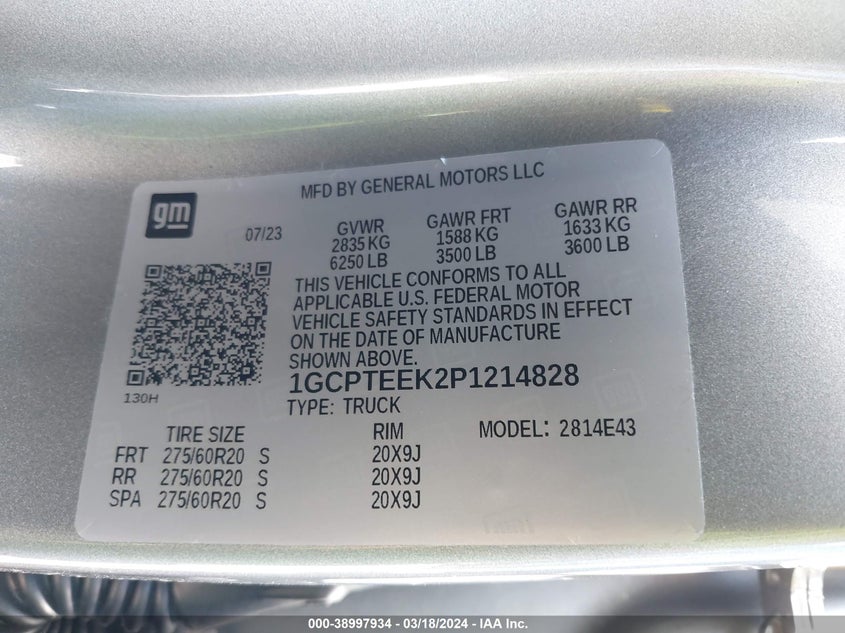 MFD BY GENERAL MOTORS LLC
gm
07/23
GVWR GAWR FRT GAWR RR
2835 KG 1588 KG 1633 KG
6250 LB 3500 LB 3600 LB
THIS VEHICLE CONFORMS TO ALL
APPLICABLE U.S. FEDERAL MOTOR
VEHICLE SAFETY STANDARDS IN EFFECT
ON THE DATE OF MANUFACTURE
SHOWN ABOVE.
130H
1GCPTEEK2P1214828
TYPE: TRUCK
TIRE SIZE RIM MODEL: 2814E43
FRT 275/60R20 S 20X9J
RR 275/60R20 S 20X9J
SPA 275/60R20 S 20X9J
000-38997934 - 03/18/2024 - IAA Inc.